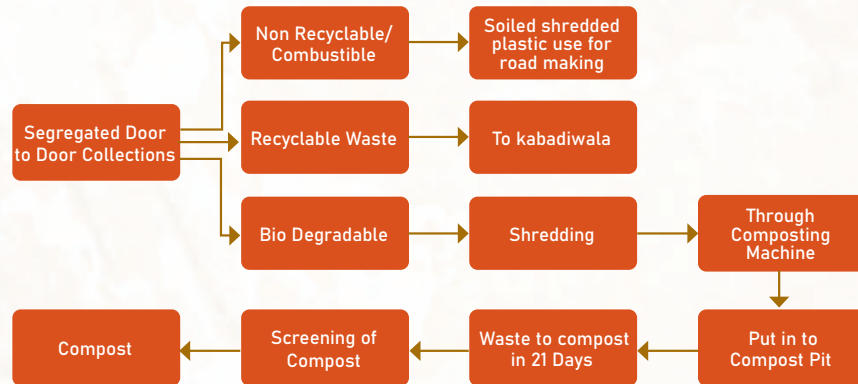 Non Recyclable/
Combustible
Soiled shredded
plastic use for
road making
Segregated Door
to Door Collections
Recyclable Waste
To kabadiwala
Bio Degradable
Shredding
Through
Composting
Machine
Compost
Screening of
Compost
Waste to compost
in 21 Days
Put in to
Compost Pit